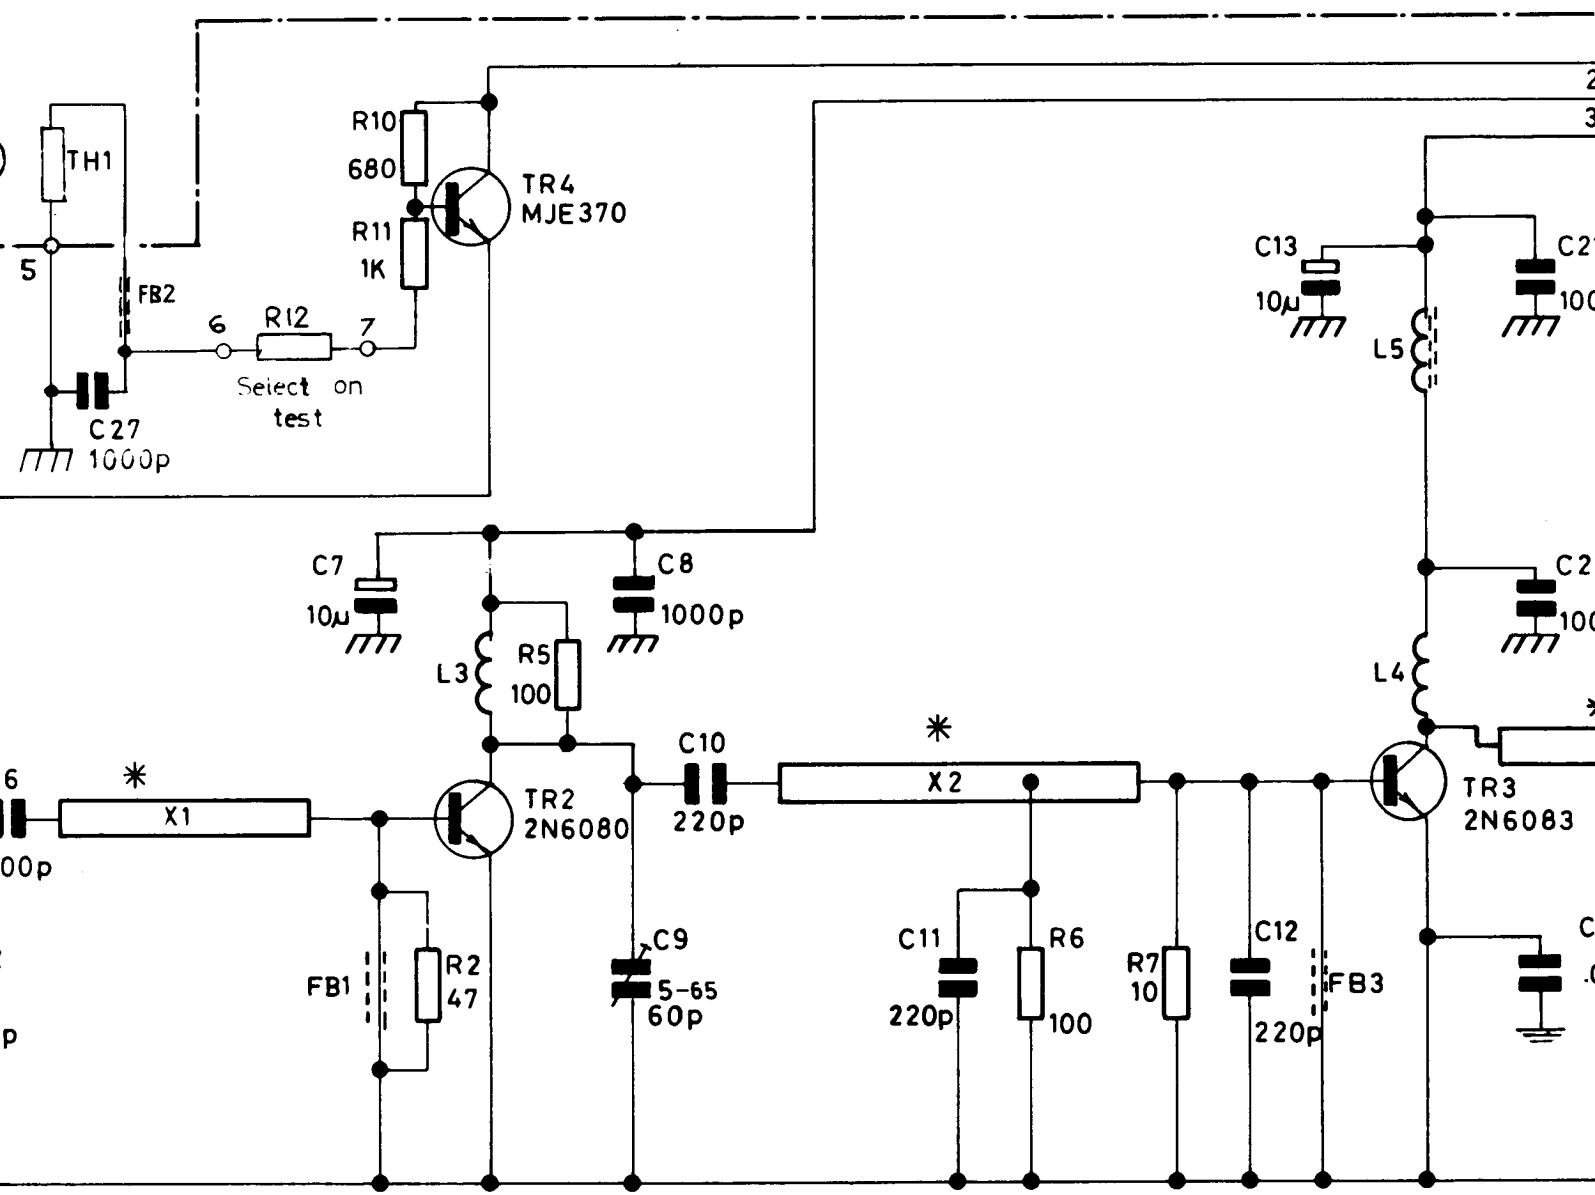 2
3
R10
680
TH1
TR4
MJE370
R11
1K
5
FB2
6
R12
7
Select on
test
C27
1000p
C13
10μ
L5
C7
10μ
C8
1000p
L3
R5
100
L4
6
X1
00p
TR2
2N6080
C10
220p
X2
TR3
2N6083
FB1
R2
47
C9
5-65
60p
C11
220p
R6
100
R7
10
C12
220p
FB3
p